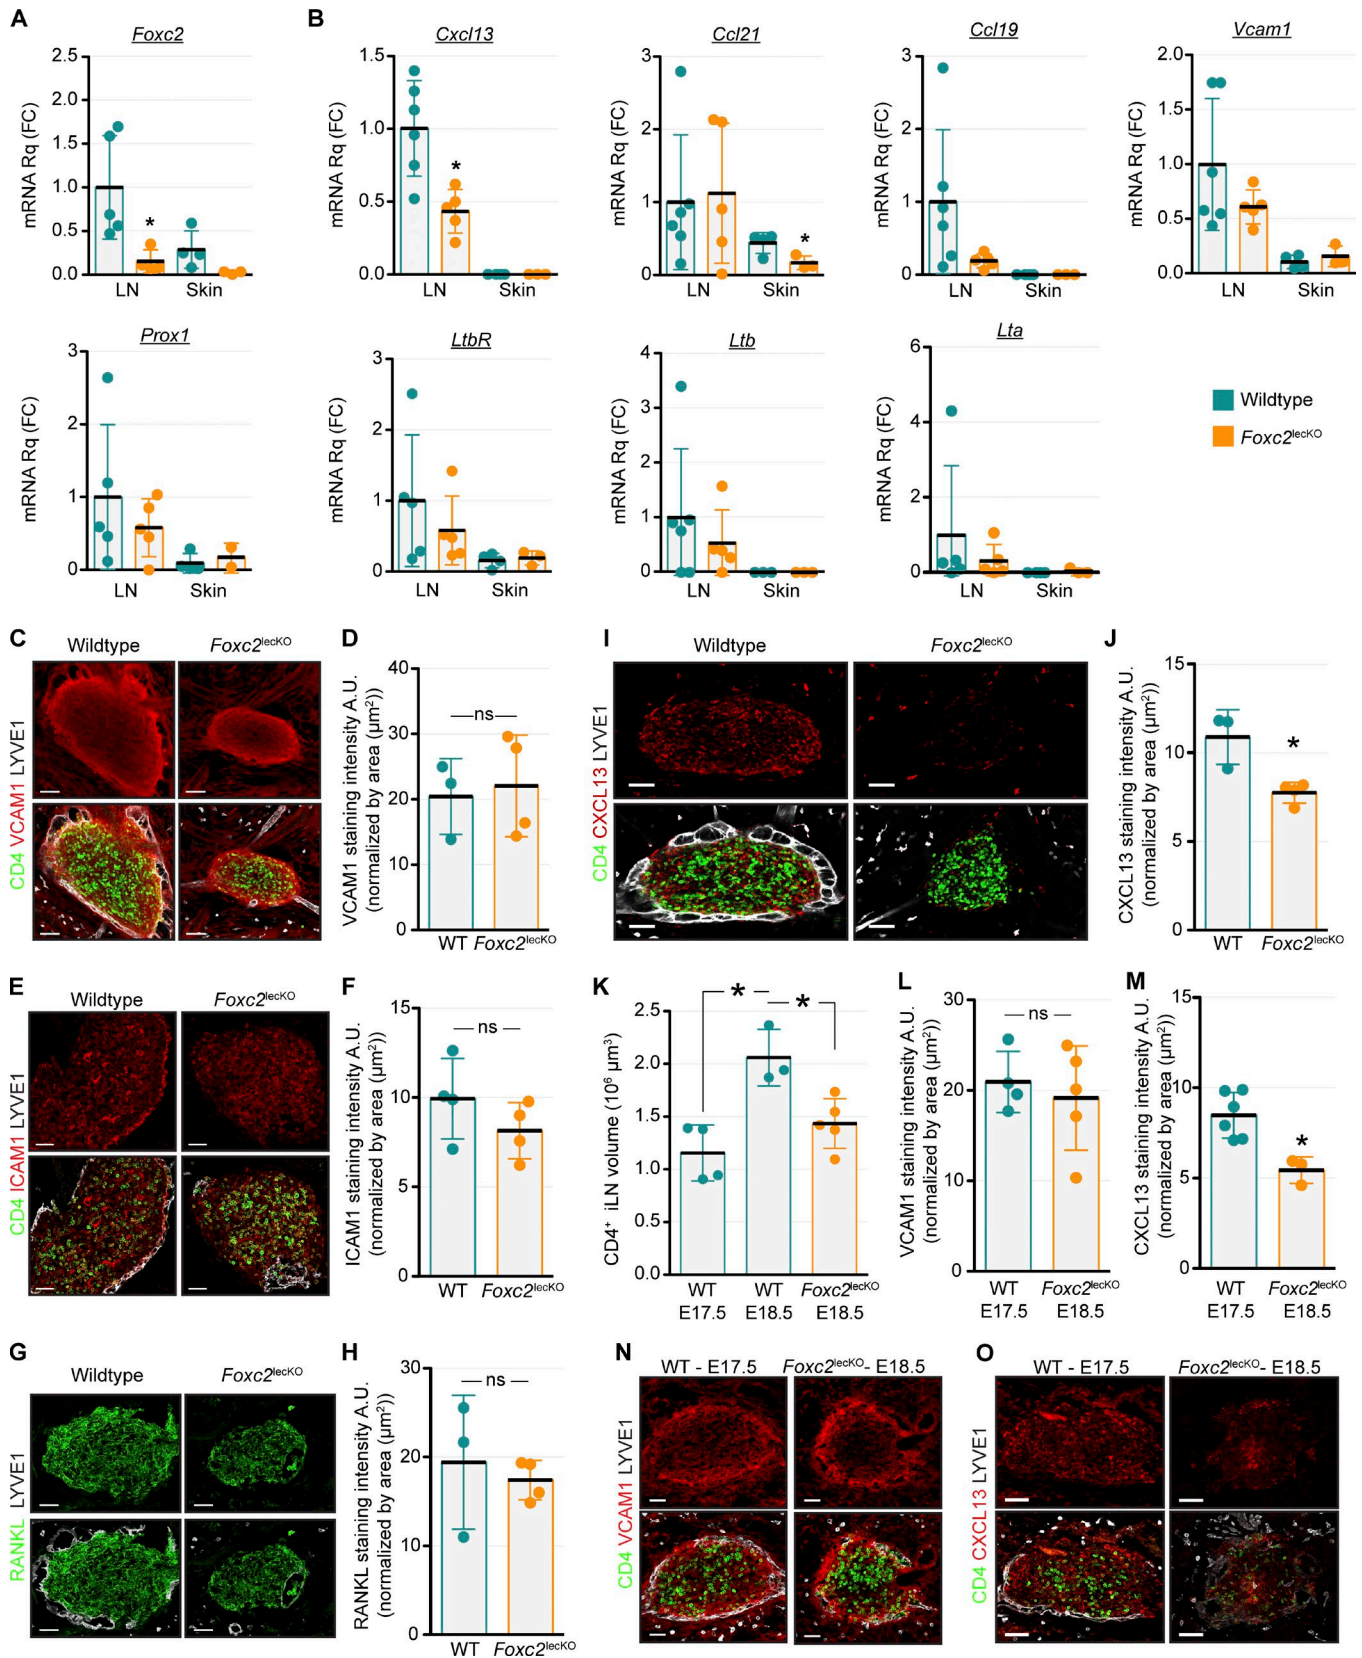 A
B
Foxc2
Cxcl13
Ccl21
Ccl19
Vcam1
mRNA Rq (FC)
2.5
2.0
1.5
1.0
0.5
0.0
LN Skin
mRNA Rq (FC)
1.5
1.0
0.5
0.0
LN Skin
mRNA Rq (FC)
3
2
1
0
LN Skin
mRNA Rq (FC)
3
2
1
0
LN Skin
mRNA Rq (FC)
2.0
1.5
1.0
0.5
0.0
LN Skin
*
*
*
Prox1
LtbR
Ltb
Lta
mRNA Rq (FC)
3
2
1
0
LN Skin
mRNA Rq (FC)
3
2
1
0
LN Skin
mRNA Rq (FC)
4
3
2
1
0
LN Skin
mRNA Rq (FC)
6
4
2
0
LN Skin
Wildtype
Foxc2lecKO
C
Wildtype Foxc2lecKO
CD4 VCAM1 LYVE1
D
VCAM1 staining intensity A.U.
(normalized by area (µm²))
40
30
20
10
0
ns
WT Foxc2lecKO
I
Wildtype Foxc2lecKO
CD4 CXCL13 LYVE1
J
CXCL13 staining intensity A.U.
(normalized by area (µm²))
15
10
5
0
*
WT Foxc2lecKO
E
Wildtype Foxc2lecKO
CD4 ICAM1 LYVE1
F
ICAM1 staining intensity A.U.
(normalized by area (µm²))
15
10
5
0
ns
WT Foxc2lecKO
K
CD4⁺ iLN volume (10⁶ µm³)
2.5
2.0
1.5
1.0
0.5
0.0
* *
WT WT Foxc2lecKO
E17.5 E18.5 E18.5
L
VCAM1 staining intensity A.U.
(normalized by area (µm²))
30
20
10
0
ns
WT Foxc2lecKO
E17.5 E18.5
M
CXCL13 staining intensity A.U.
(normalized by area (µm²))
15
10
5
0
*
WT Foxc2lecKO
E17.5 E18.5
G
Wildtype Foxc2lecKO
RANKL LYVE1
H
RANKL staining intensity A.U.
(normalized by area (µm²))
30
20
10
0
ns
WT Foxc2lecKO
N
WT - E17.5 Foxc2lecKO- E18.5
CD4 VCAM1 LYVE1
O
WT - E17.5 Foxc2lecKO- E18.5
CD4 CXCL13 LYVE1